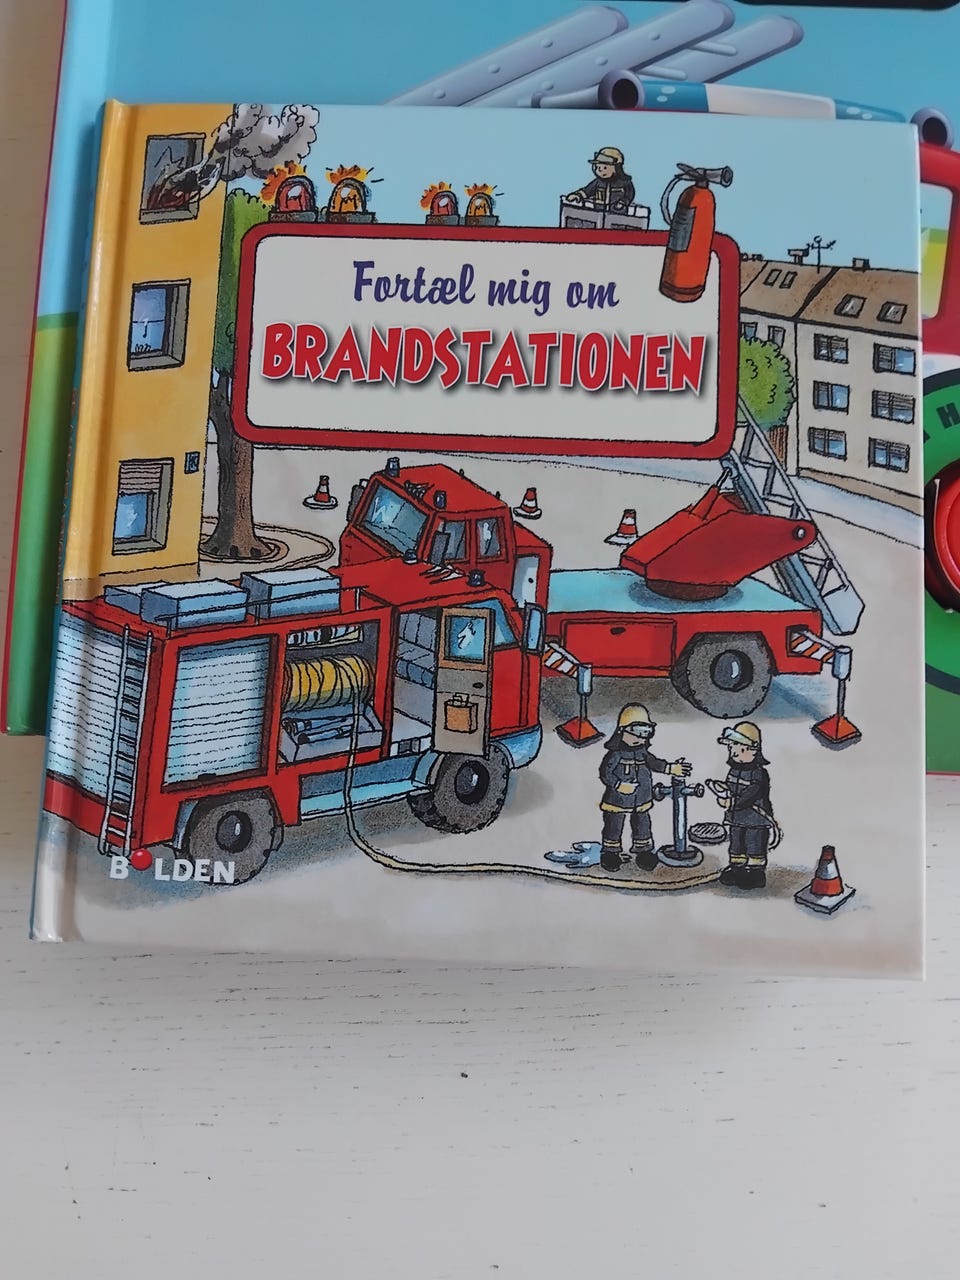 Fortæl mig om
BRANDSTATIONEN
BOLDEN